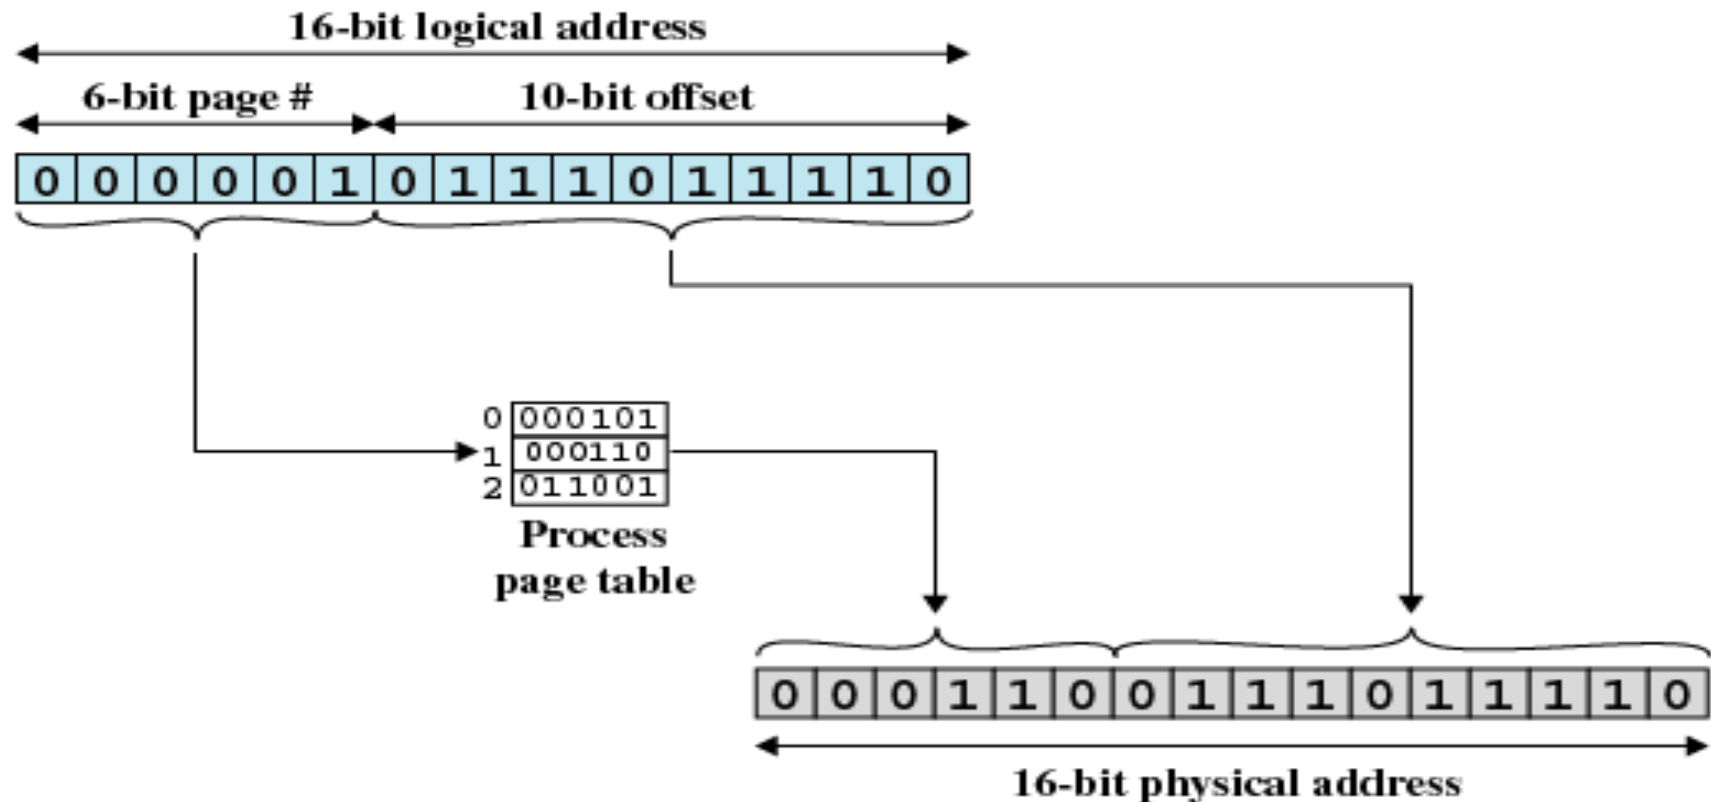 16-bit logical address
6-bit page # 10-bit offset
0 0 0 0 0 1 0 1 1 1 0 1 1 1 1 0
0 000101
1 000110
2 011001
Process
page table
0 0 0 1 1 0 0 1 1 1 0 1 1 1 1 0
16-bit physical address